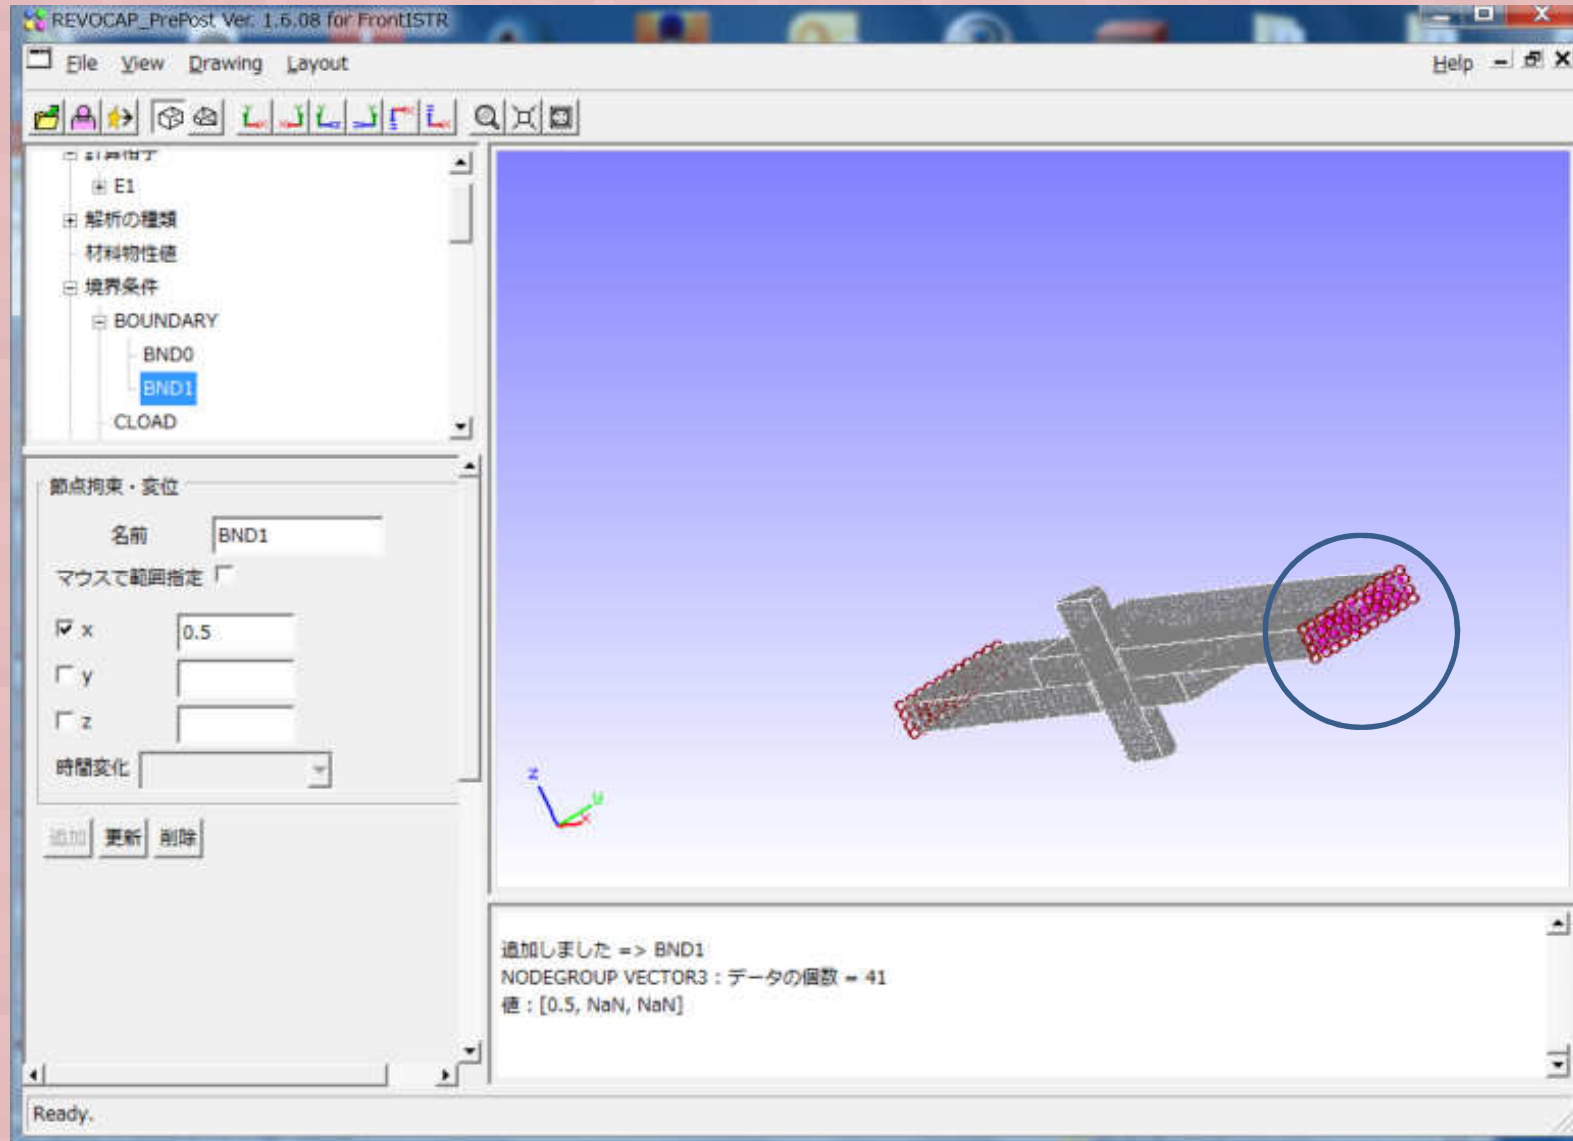 REVOCAP_PrePost Ver. 1.6.08 for FrontISTR
File View Drawing Layout Help
計算格子
E1
解析の種類
材料物性値
境界条件
BOUNDARY
BND0
BND1
CLOAD
節点拘束・変位
名前 BND1
マウスで範囲指定
x 0.5
y
z
時間変化
追加 更新 削除
z
y
x
追加しました => BND1
NODEGROUP VECTOR3 : データの個数 = 41
値 : [0.5, NaN, NaN]
Ready.